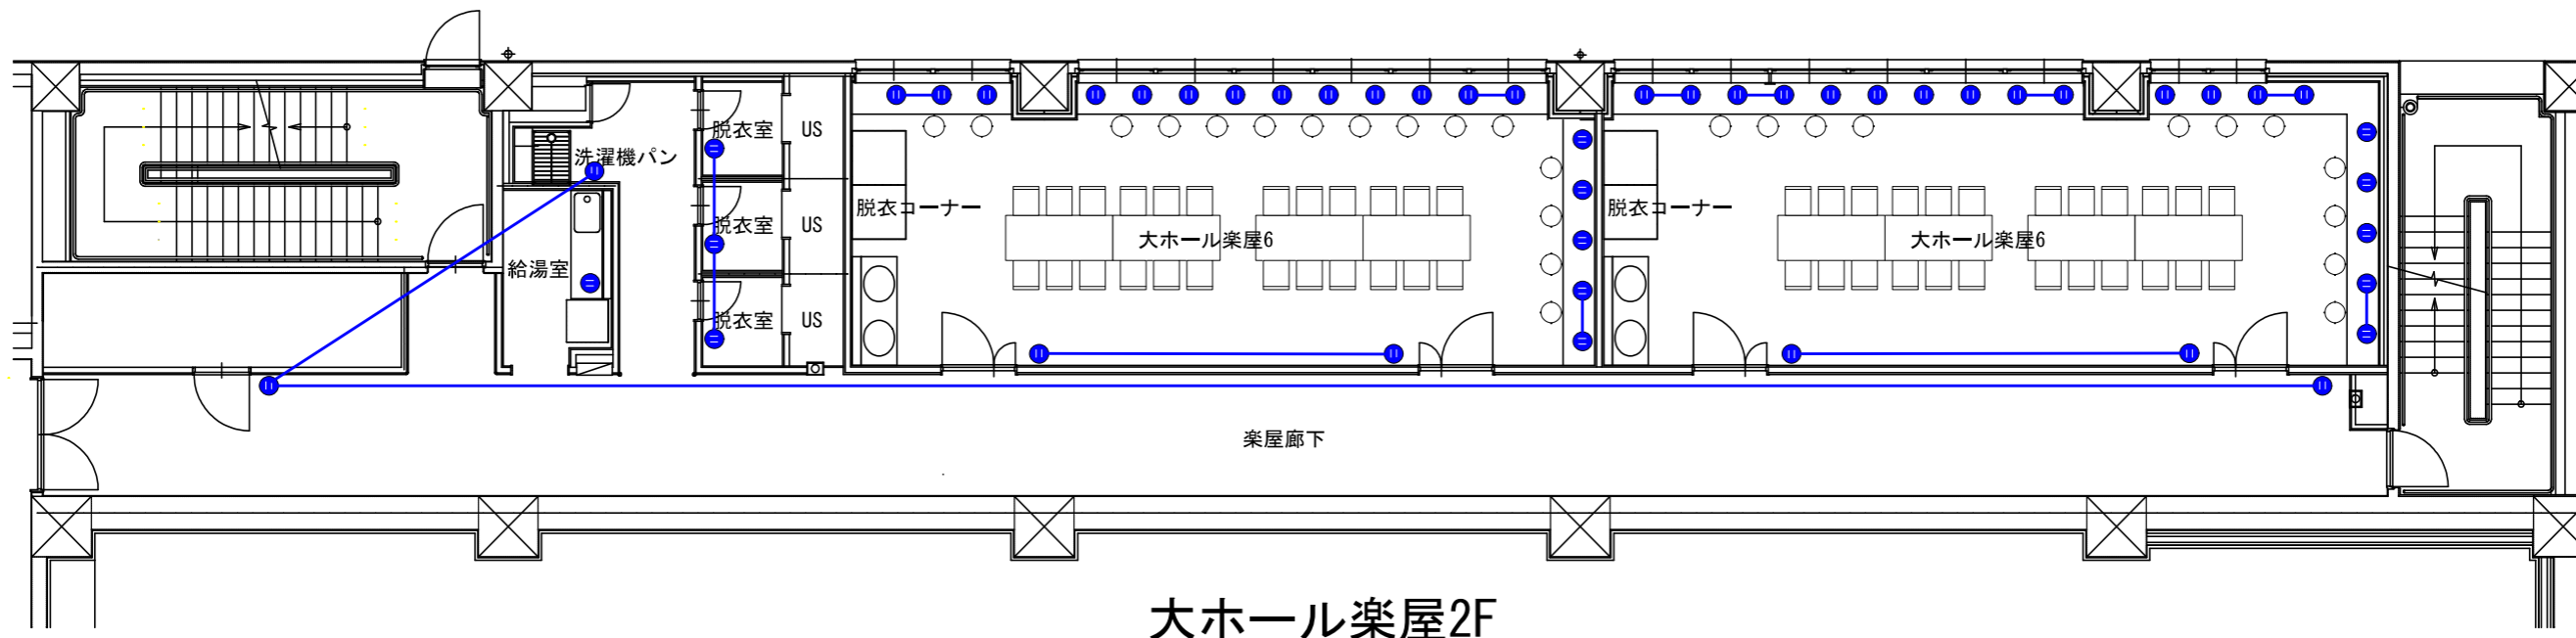 脱衣室 US
洗濯機パン
脱衣室 US
脱衣コーナー
脱衣コーナー
大ホール楽屋6
大ホール楽屋6
給湯室
脱衣室 US
楽屋廊下
大ホール楽屋2F